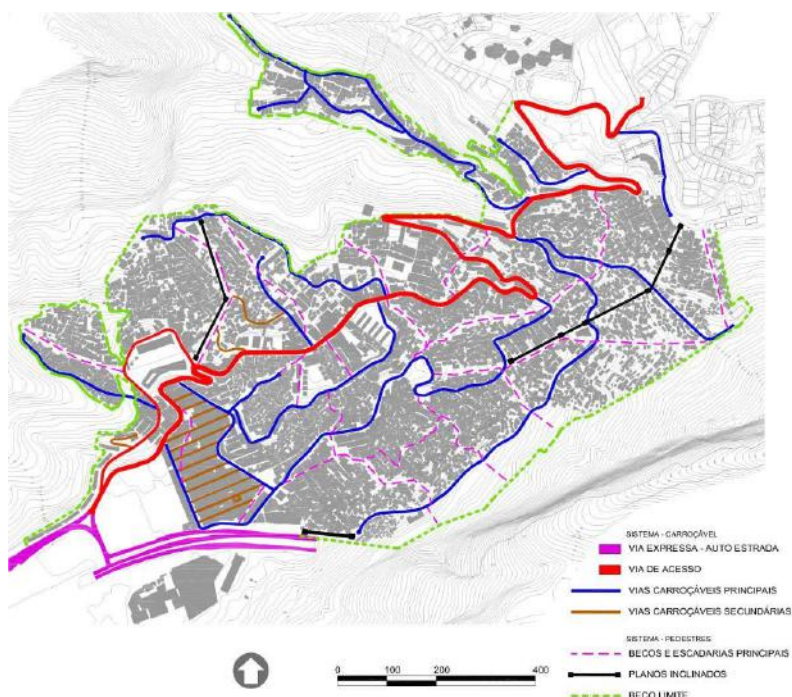 SISTEMA - CARROÇÁVEL
VIA EXPRESSA - AUTO ESTRADA
VIA DE ACESSO
VIAS CARROÇÁVEIS PRINCIPAIS
VIAS CARROÇÁVEIS SECUNDÁRIAS
SISTEMA - PEDESTRES
BECOS E ESCADARIAS PRINCIPAIS
PLANOS INCLINADOS
BECO LIMITE
0 100 200 400